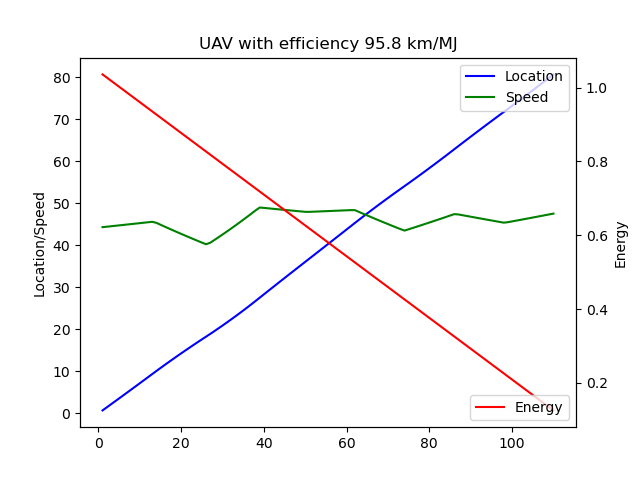 UAV with efficiency 95.8 km/MJ
Location
Speed
Energy
Location/Speed
Energy
80
70
60
50
40
30
20
10
0
1.0
0.8
0.6
0.4
0.2
0 20 40 60 80 100